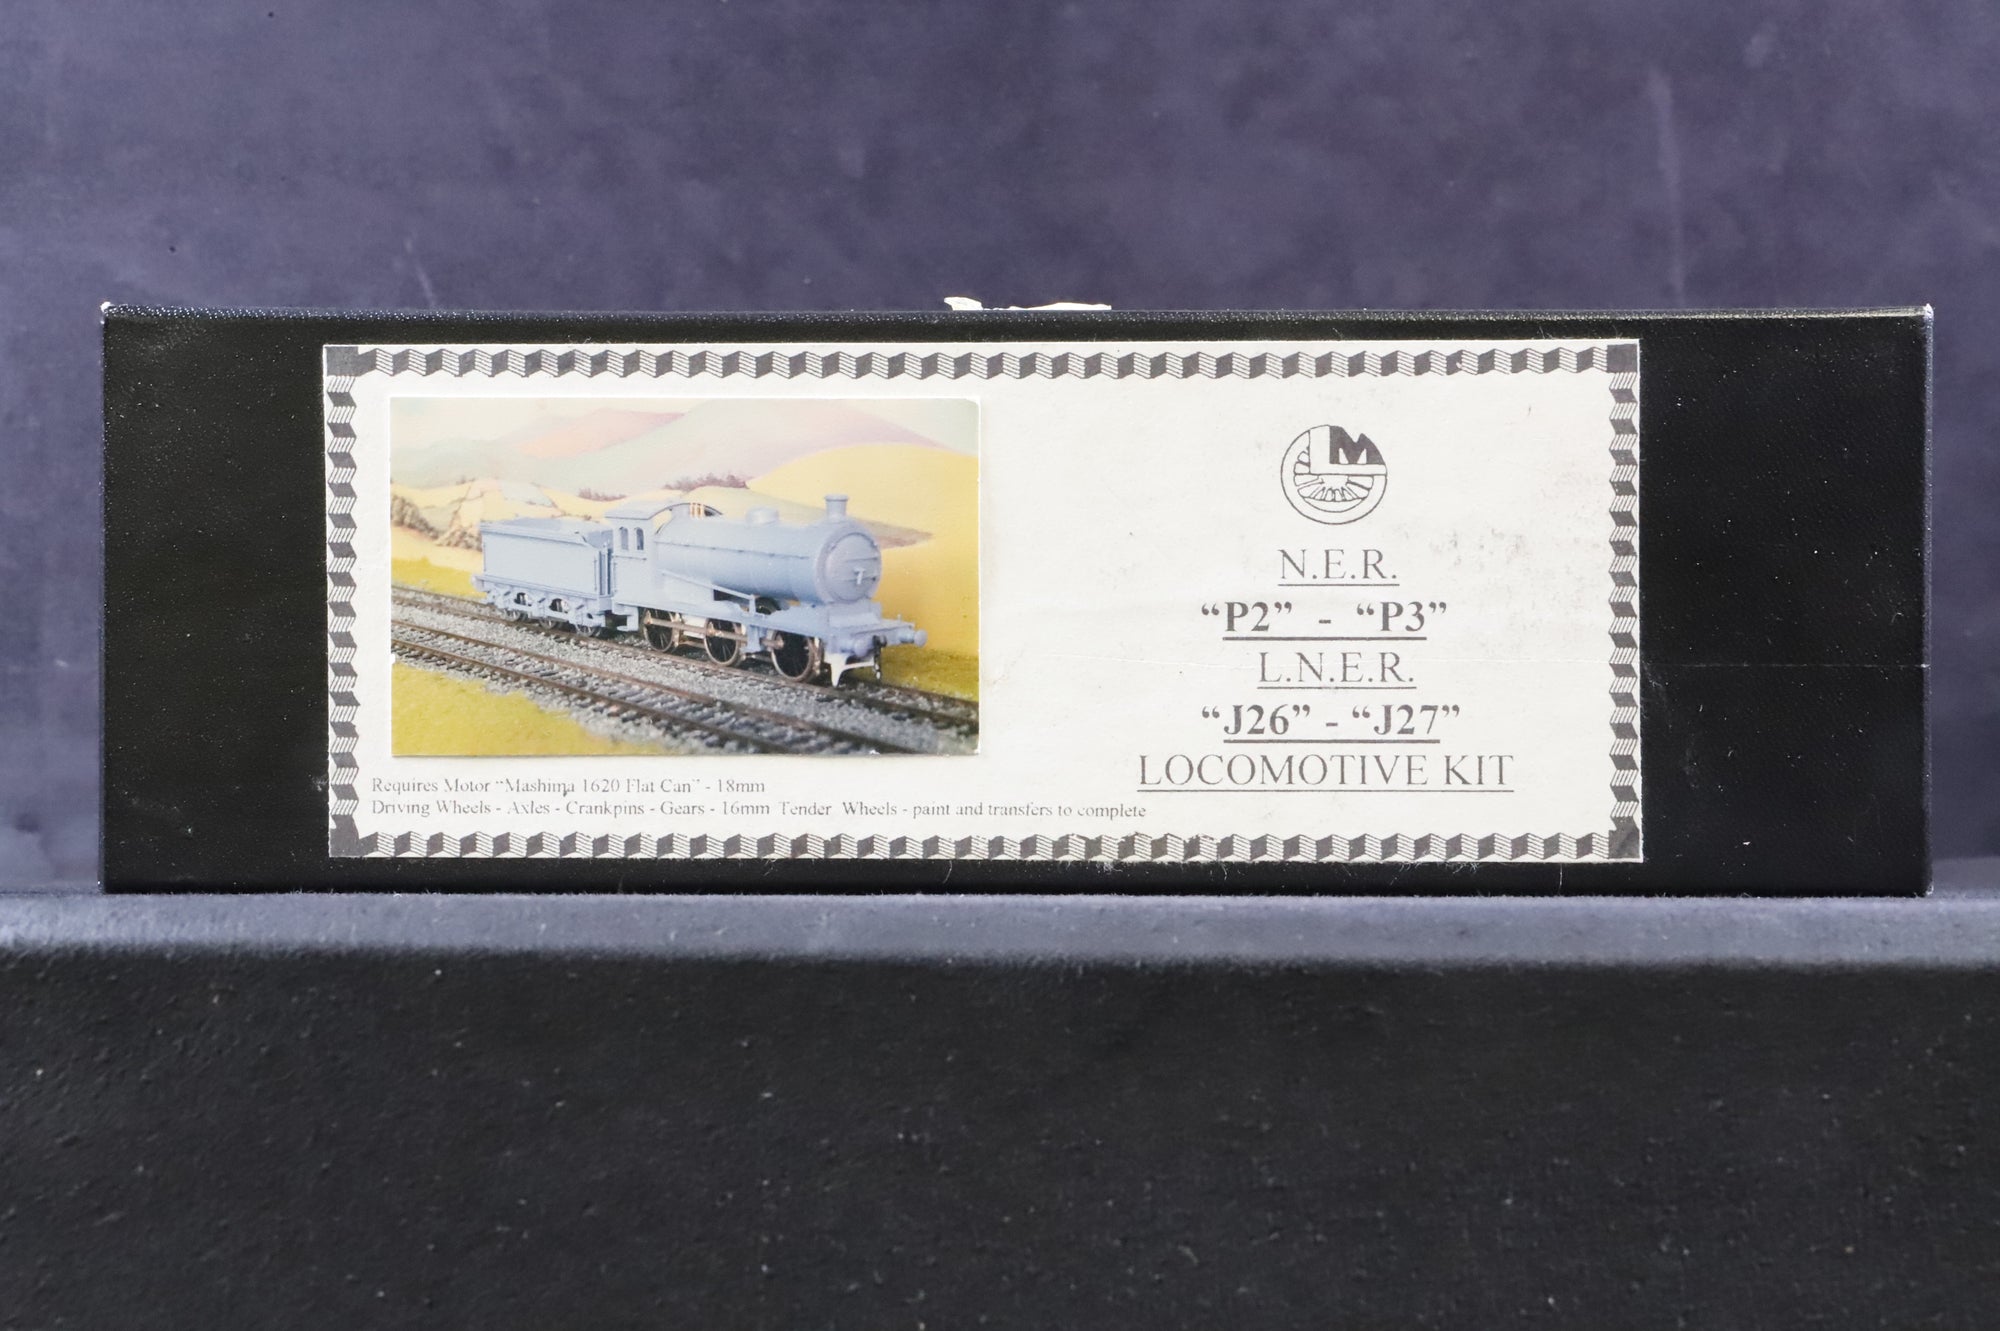 LM
N.E.R.
“P2” - “P3”
L.N.E.R.
“J26” - “J27”
LOCOMOTIVE KIT
Requires Motor “Mashima 1620 Flat Can” - 18mm
Driving Wheels - Axles - Crankpins - Gears - 16mm Tender Wheels - paint and transfers to complete